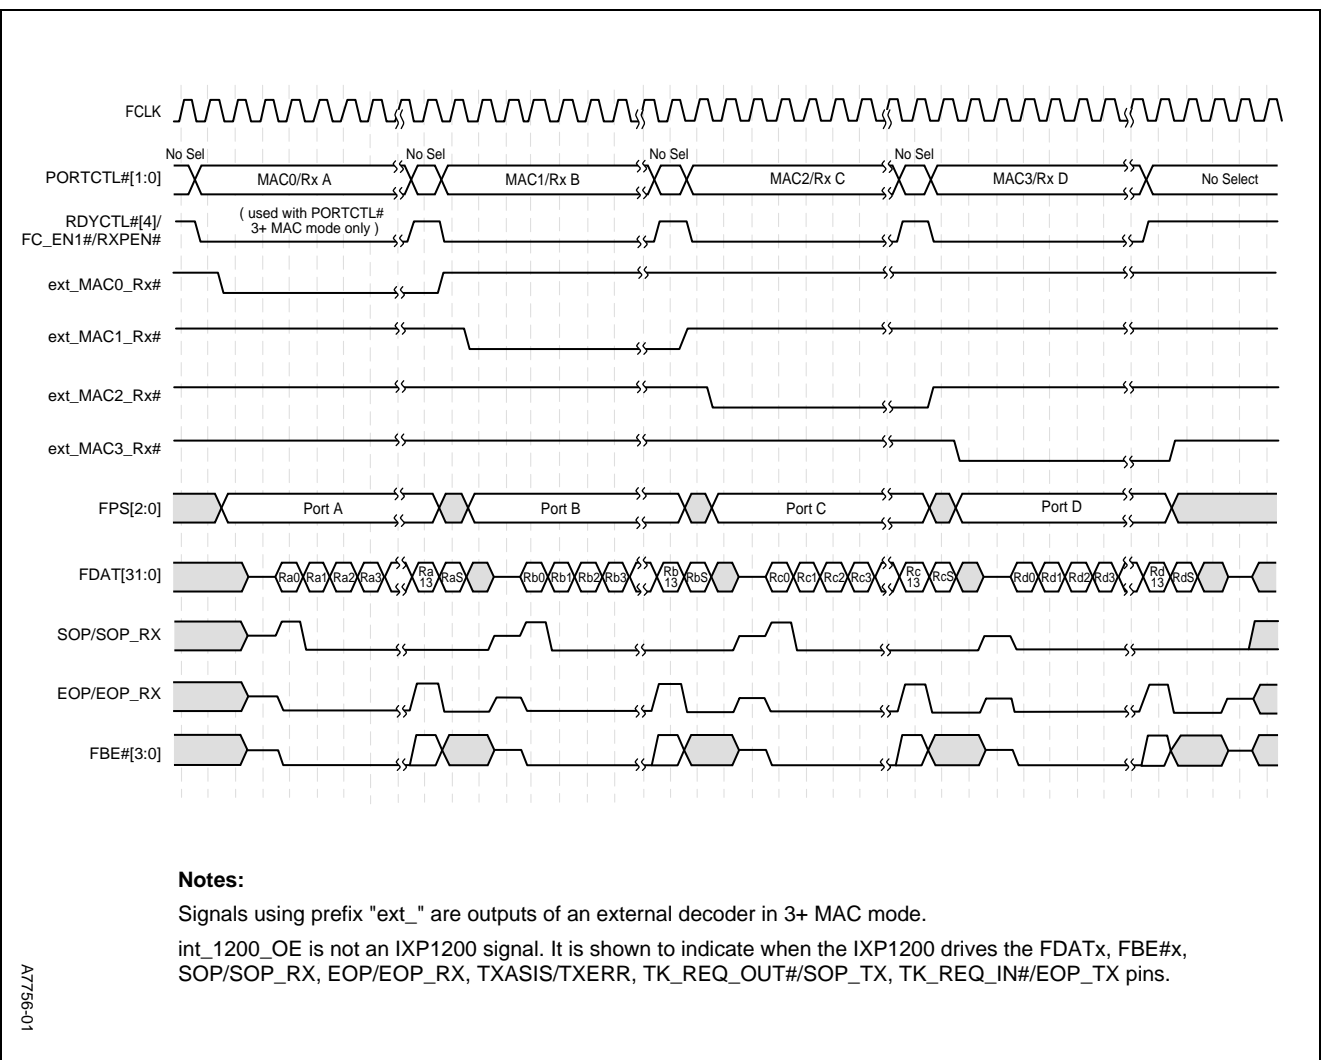 FCLK
No Sel No Sel No Sel No Sel
PORTCTL#[1:0] MAC0/Rx A MAC1/Rx B MAC2/Rx C MAC3/Rx D No Select
RDYCTL#[4]/
FC_EN1#/RXPEN#
( used with PORTCTL#
3+ MAC mode only )
ext_MAC0_Rx#
ext_MAC1_Rx#
ext_MAC2_Rx#
ext_MAC3_Rx#
FPS[2:0] Port A Port B Port C Port D
FDAT[31:0] Ra0 Ra1 Ra2 Ra3 Ra 13 RaS Rb0 Rb1 Rb2 Rb3 Rb 13 RbS Rc0 Rc1 Rc2 Rc3 Rc 13 RcS Rd0 Rd1 Rd2 Rd3 Rd 13 RdS
SOP/SOP_RX
EOP/EOP_RX
FBE#[3:0]
Notes:
Signals using prefix "ext_" are outputs of an external decoder in 3+ MAC mode.
int_1200_OE is not an IXP1200 signal. It is shown to indicate when the IXP1200 drives the FDATx, FBE#x,
SOP/SOP_RX, EOP/EOP_RX, TXASIS/TXERR, TK_REQ_OUT#/SOP_TX, TK_REQ_IN#/EOP_TX pins.
A7756-01